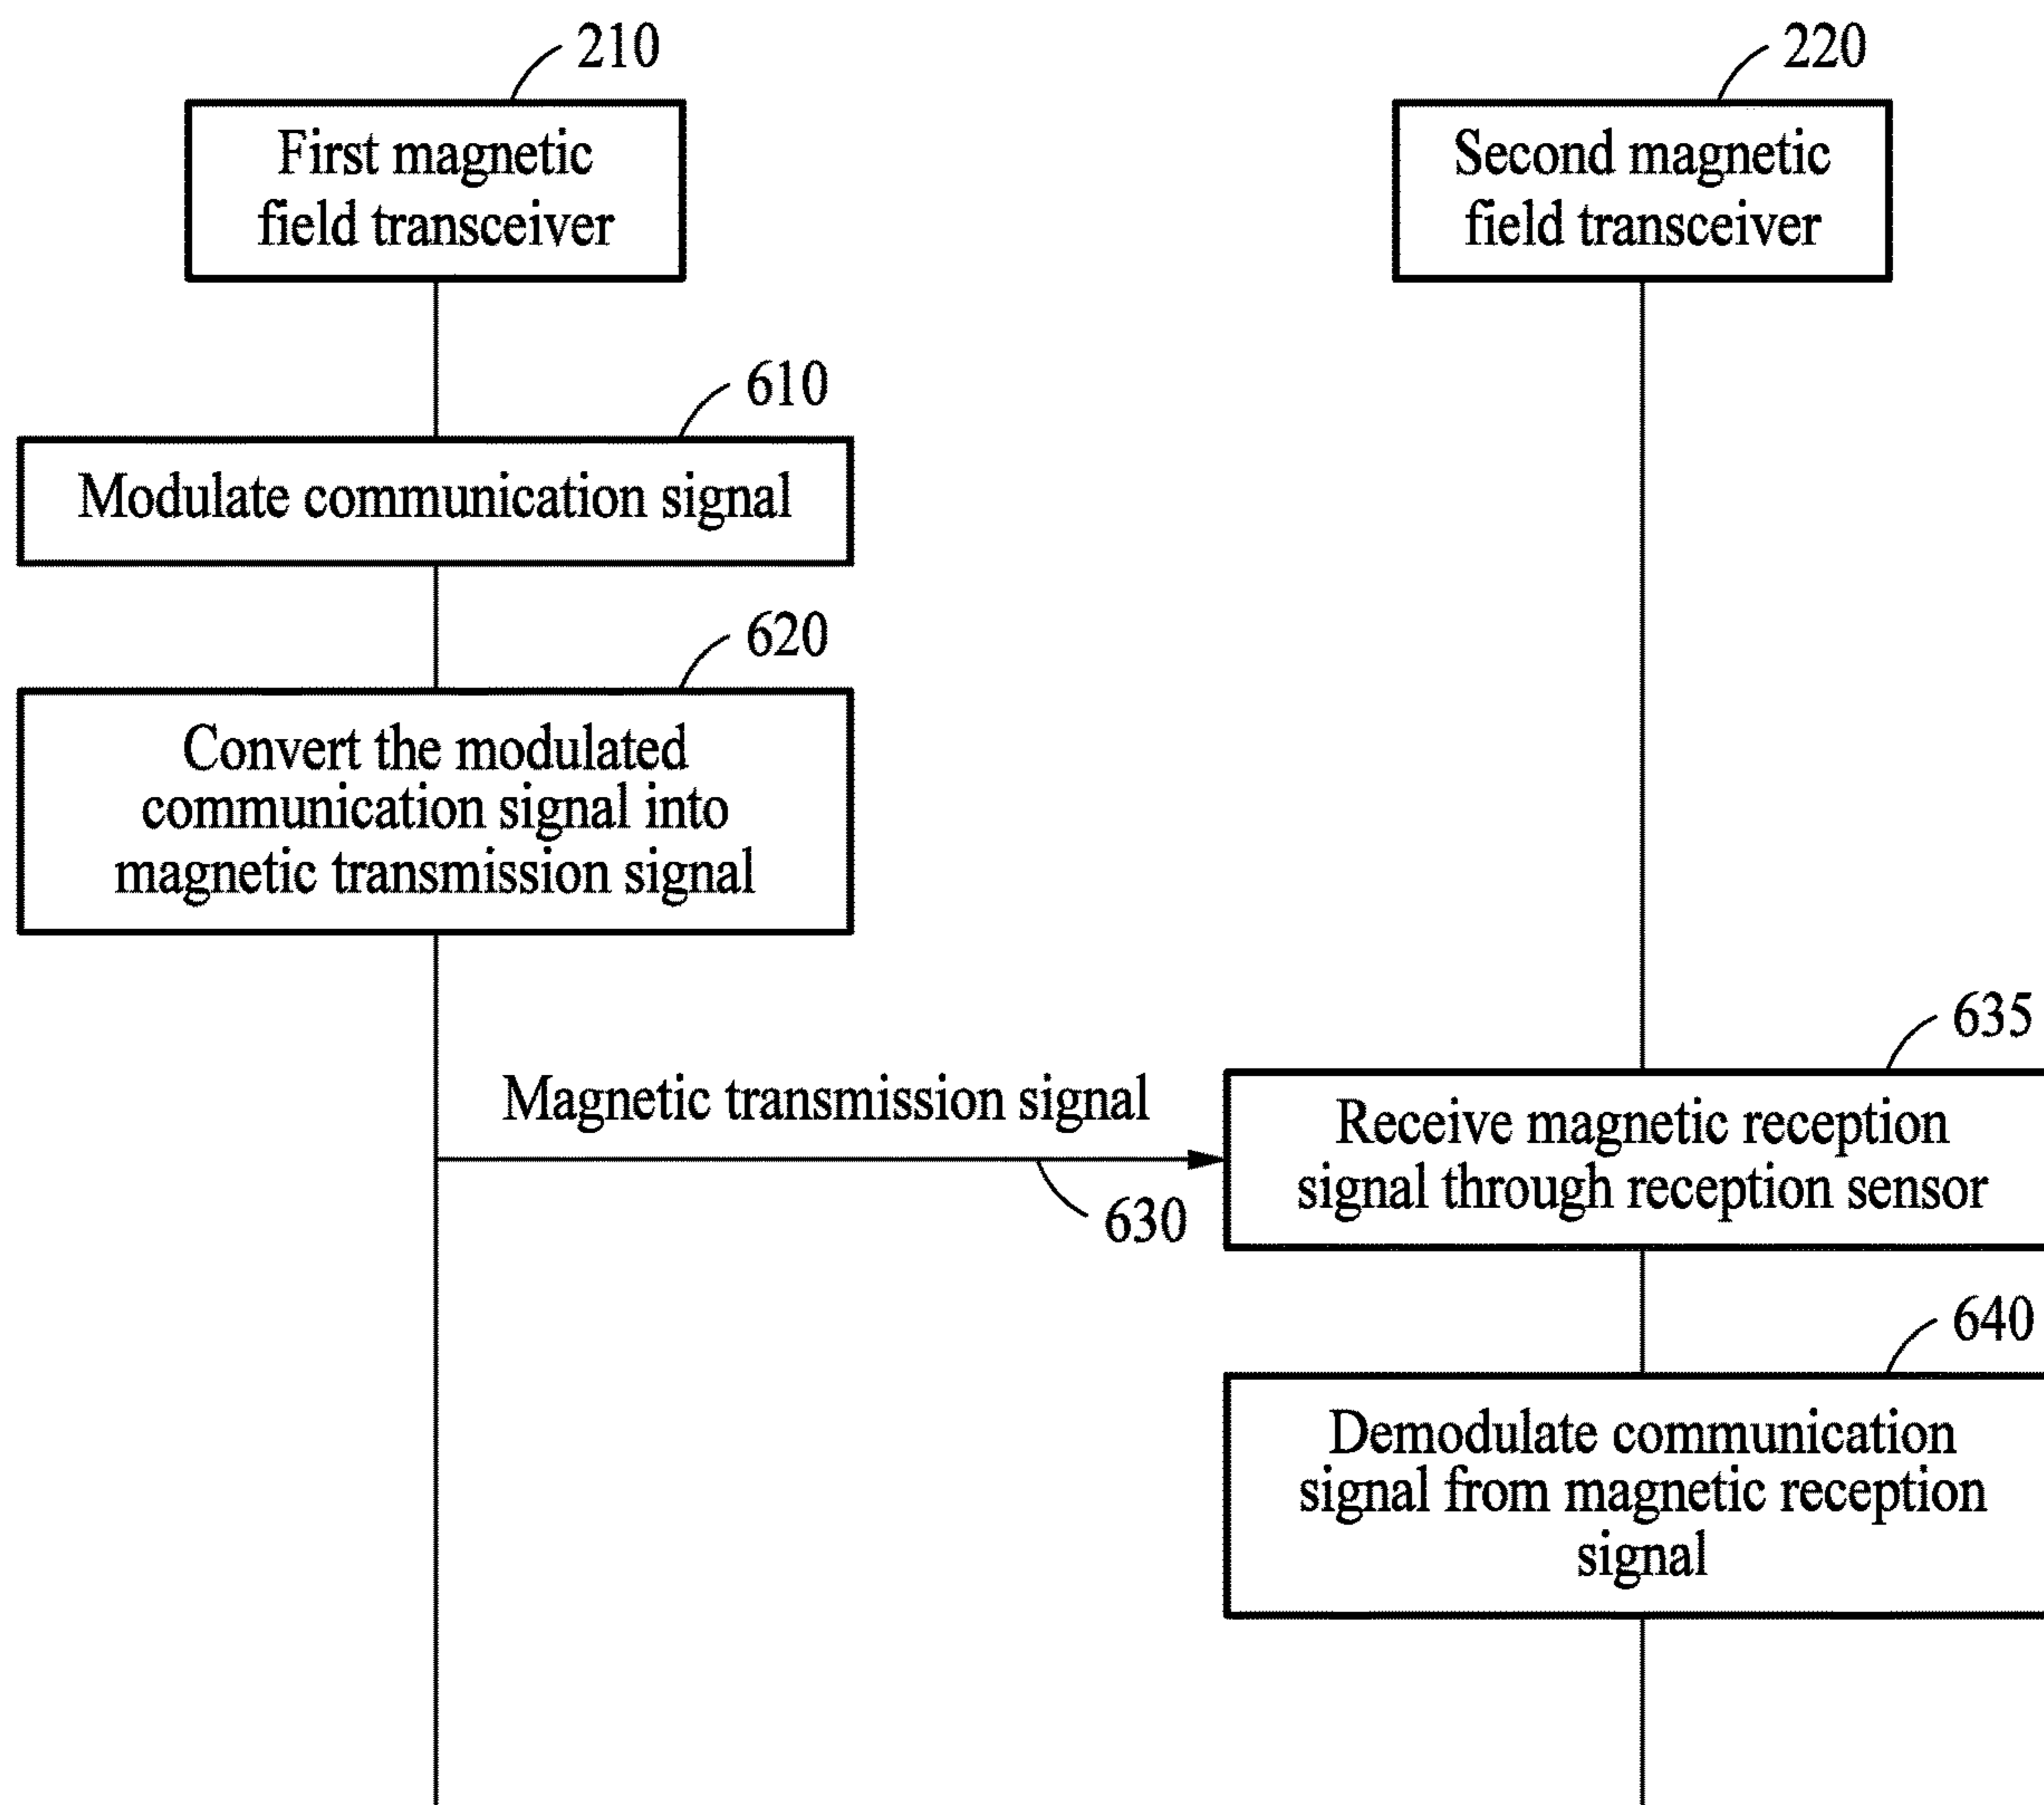 210
First magnetic
field transceiver
220
Second magnetic
field transceiver
610
Modulate communication signal
620
Convert the modulated
communication signal into
magnetic transmission signal
Magnetic transmission signal
630
635
Receive magnetic reception
signal through reception sensor
640
Demodulate communication
signal from magnetic reception
signal